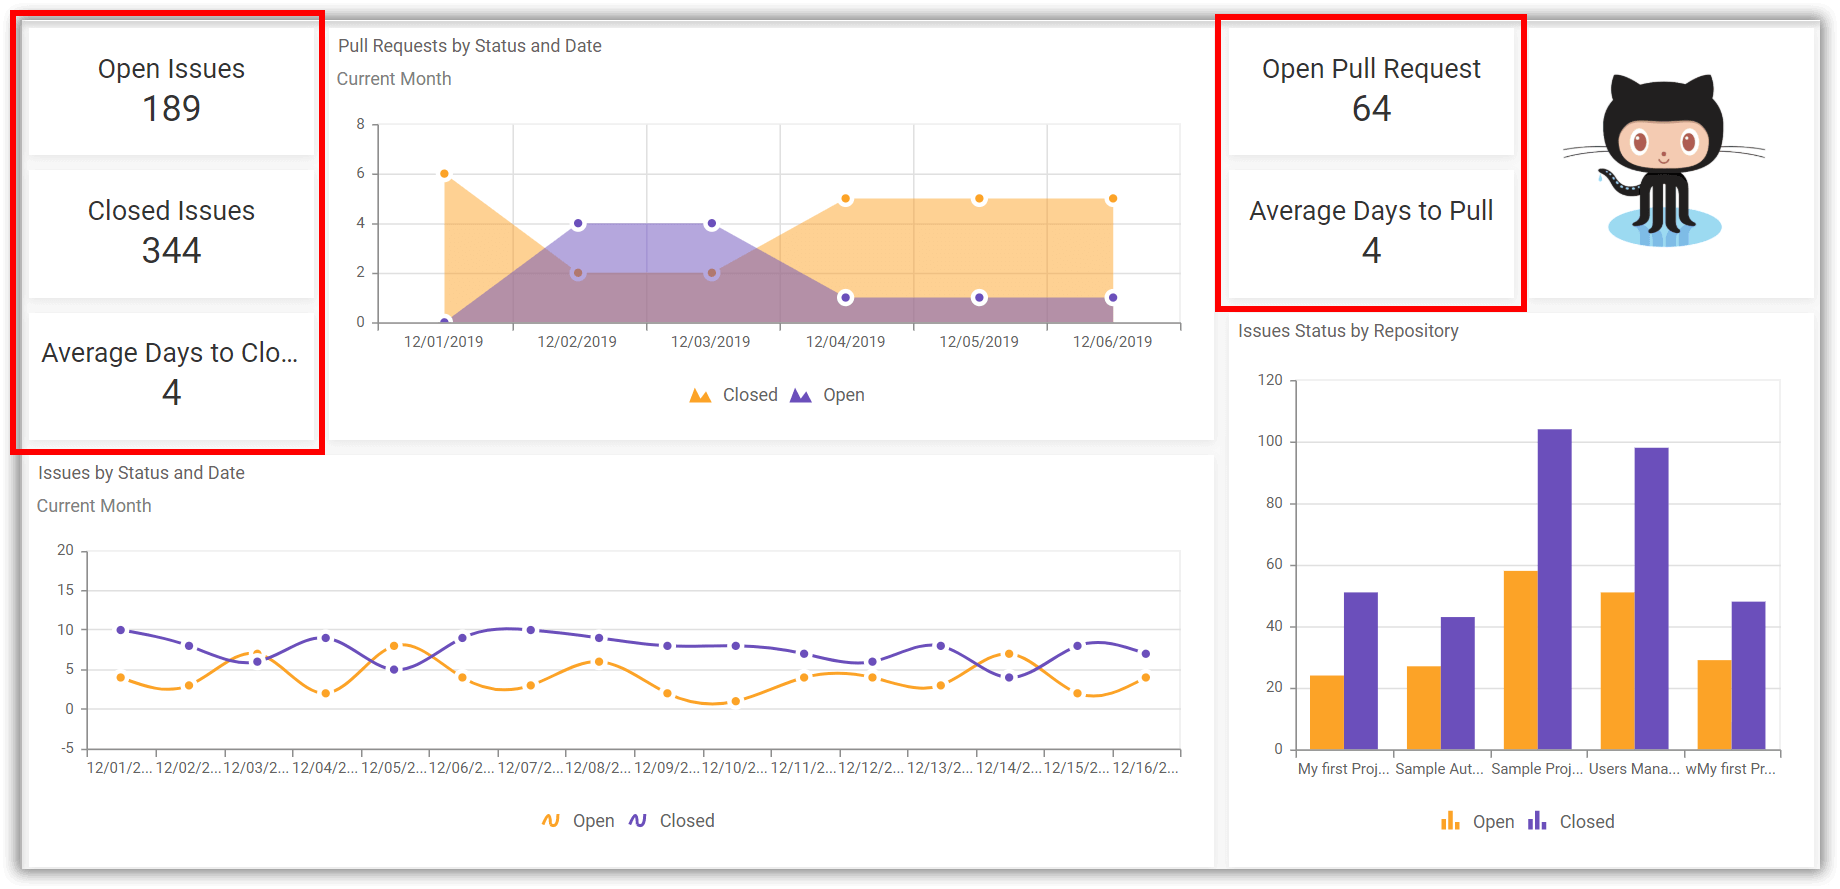 Open Issues
189
Closed Issues
344
Average Days to Clo...
4
Pull Requests by Status and Date
Current Month
8
6
4
2
0
12/01/2019 12/02/2019 12/03/2019 12/04/2019 12/05/2019 12/06/2019
Closed Open
Open Pull Request
64
Average Days to Pull
4
Issues by Status and Date
Current Month
20
15
10
5
0
-5
12/01/2... 12/02/2... 12/03/2... 12/04/2... 12/05/2... 12/06/2... 12/07/2... 12/08/2... 12/09/2... 12/10/2... 12/11/2... 12/12/2... 12/13/2... 12/14/2... 12/15/2... 12/16/2...
Open Closed
Issues Status by Repository
120
100
80
60
40
20
0
My first Proj... Sample Aut... Sample Proj... Users Mana... wMy first Pr...
Open Closed